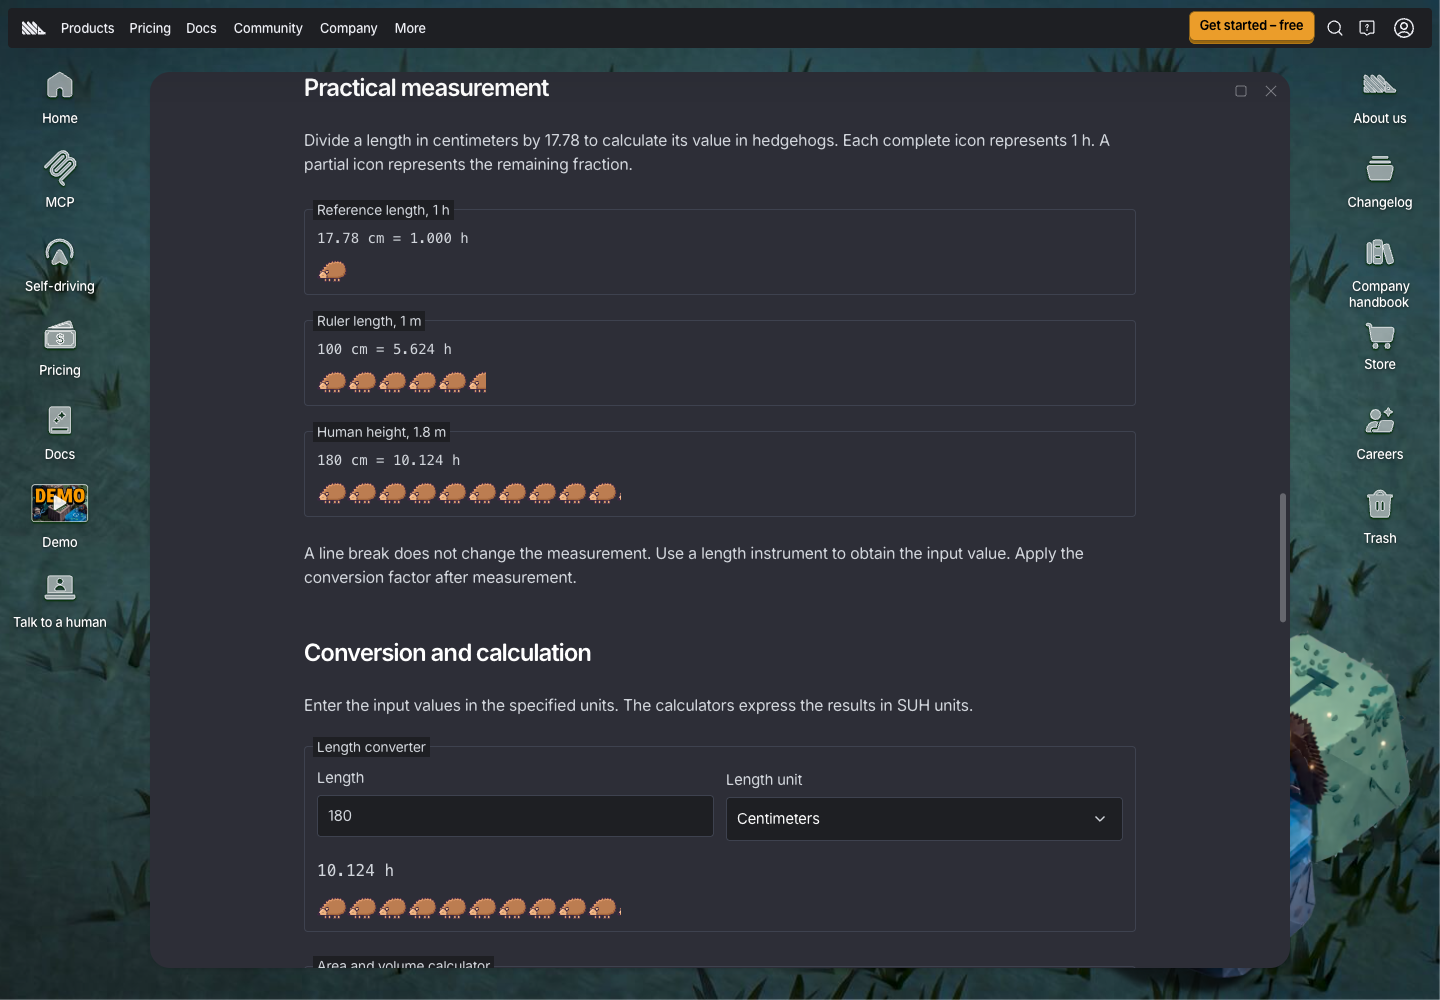 Products Pricing Docs Community Company More
Get started – free
Home
MCP
Self-driving
Pricing
Docs
DEMO
Demo
Talk to a human
Practical measurement
Divide a length in centimeters by 17.78 to calculate its value in hedgehogs. Each complete icon represents 1 h. A
partial icon represents the remaining fraction.
Reference length, 1 h
17.78 cm = 1.000 h
Ruler length, 1 m
100 cm = 5.624 h
Human height, 1.8 m
180 cm = 10.124 h
A line break does not change the measurement. Use a length instrument to obtain the input value. Apply the
conversion factor after measurement.
Conversion and calculation
Enter the input values in the specified units. The calculators express the results in SUH units.
Length converter
Length
180
Length unit
Centimeters
10.124 h
Area and volume calculator
About us
Changelog
Company
handbook
Store
Careers
Trash